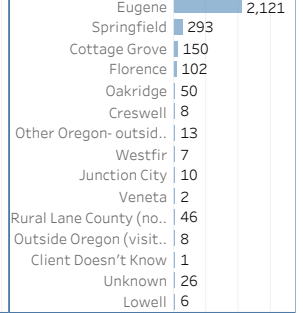 Eugene 2,121
Springfield 293
Cottage Grove 150
Florence 102
Oakridge 50
Creswell 8
Other Oregon- outsid.. 13
Westfir 7
Junction City 10
Veneta 2
Rural Lane County (no.. 46
Outside Oregon (visit.. 8
Client Doesn't Know 1
Unknown 26
Lowell 6